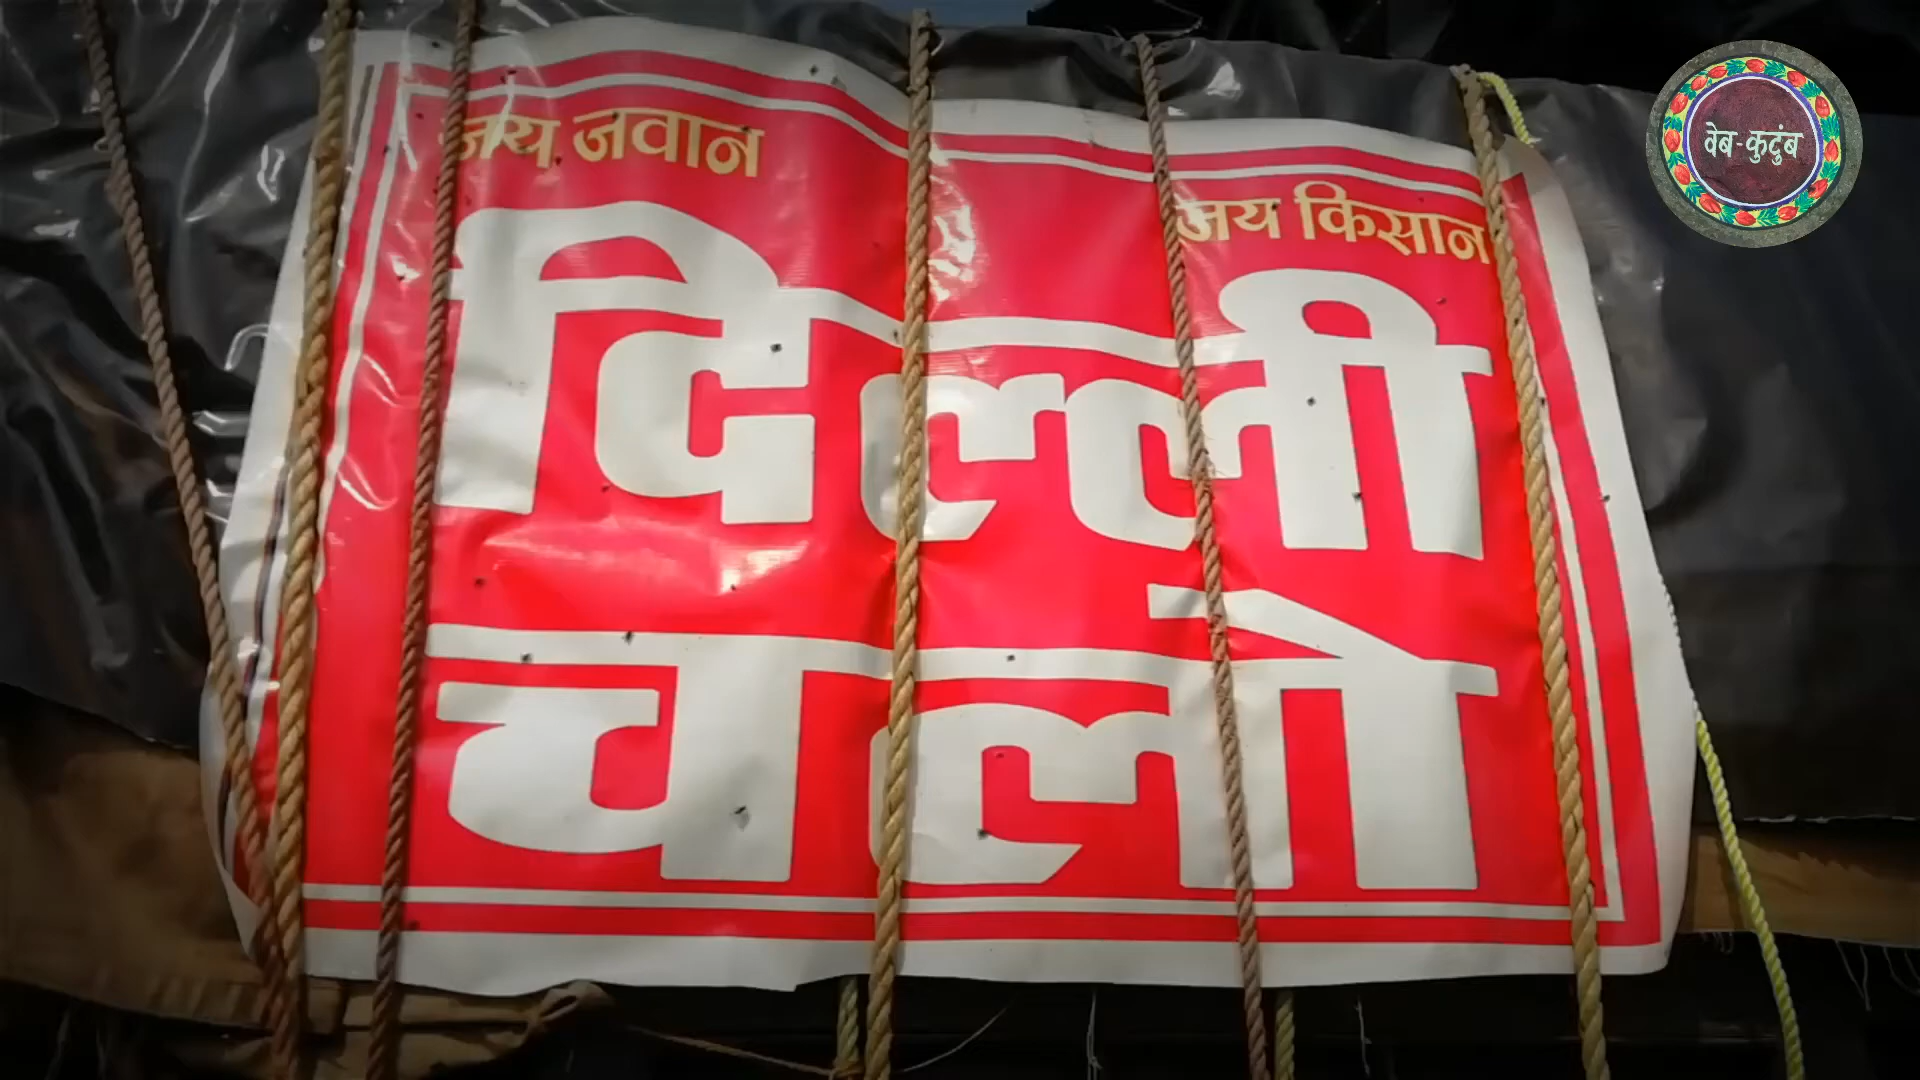 जय जवान
जय किसान
दिल्ली
चलो
वेब-कुटुंब